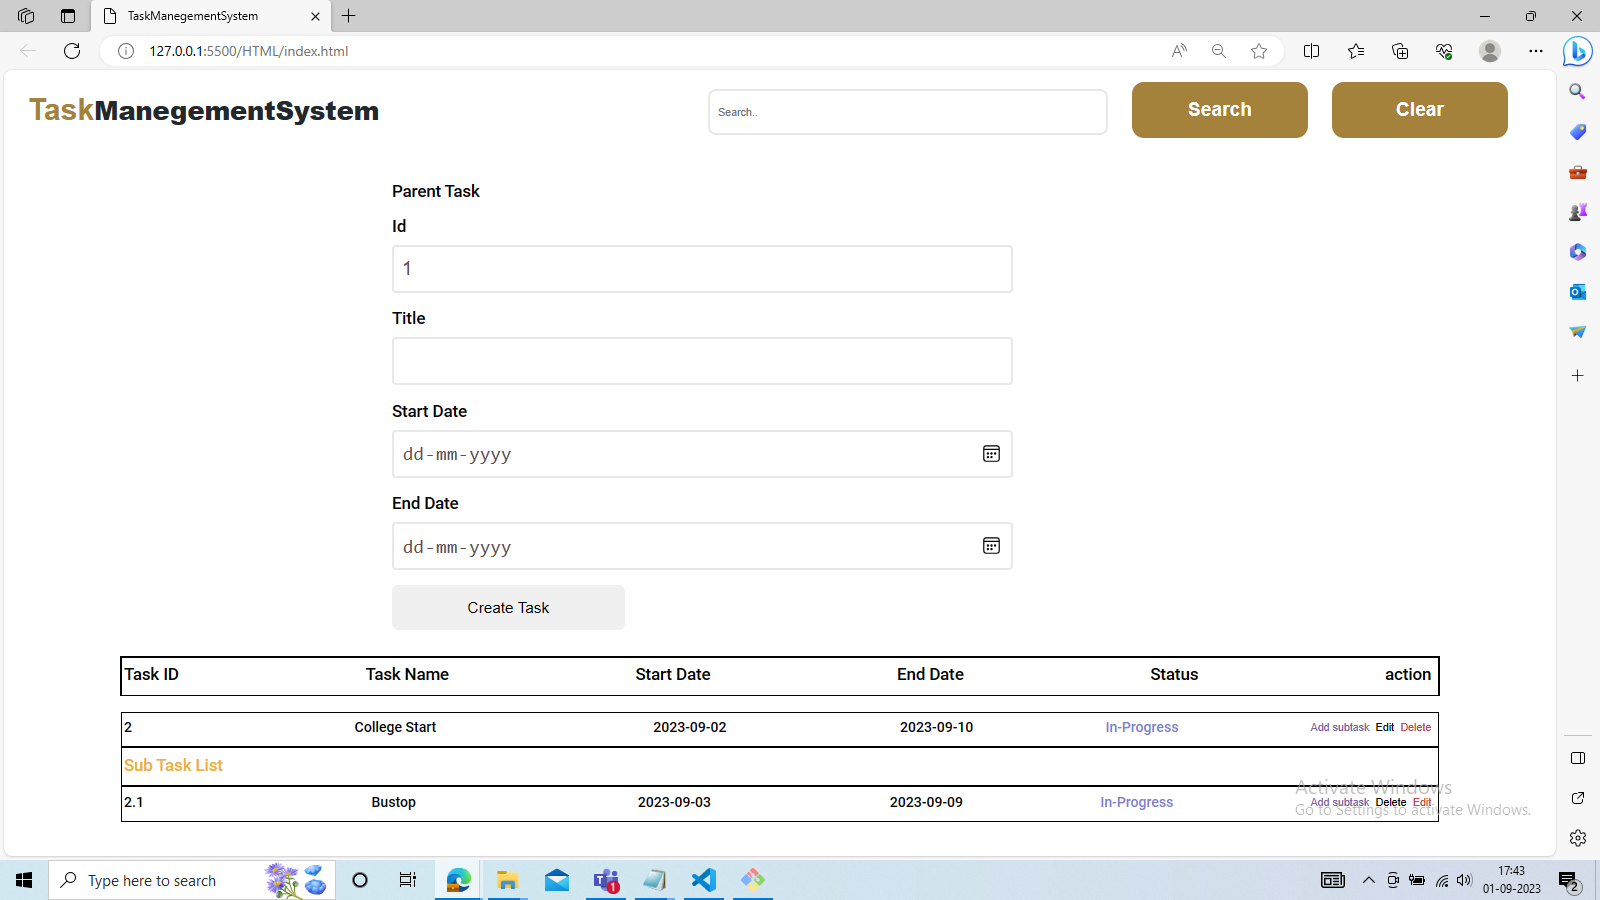 TaskManegementSystem
127.0.0.1:5500/HTML/index.html
TaskManegementSystem
Search..
Search
Clear
Parent Task
Id
1
Title
Start Date
dd-mm-yyyy
End Date
dd-mm-yyyy
Create Task
Task ID Task Name Start Date End Date Status action
2 College Start 2023-09-02 2023-09-10 In-Progress Add subtask Edit Delete
Sub Task List
2.1 Bustop 2023-09-03 2023-09-09 In-Progress Add subtask Delete Edit
Activate Windows
Go to Settings to activate Windows.
Type here to search
1
17:43
01-09-2023
2